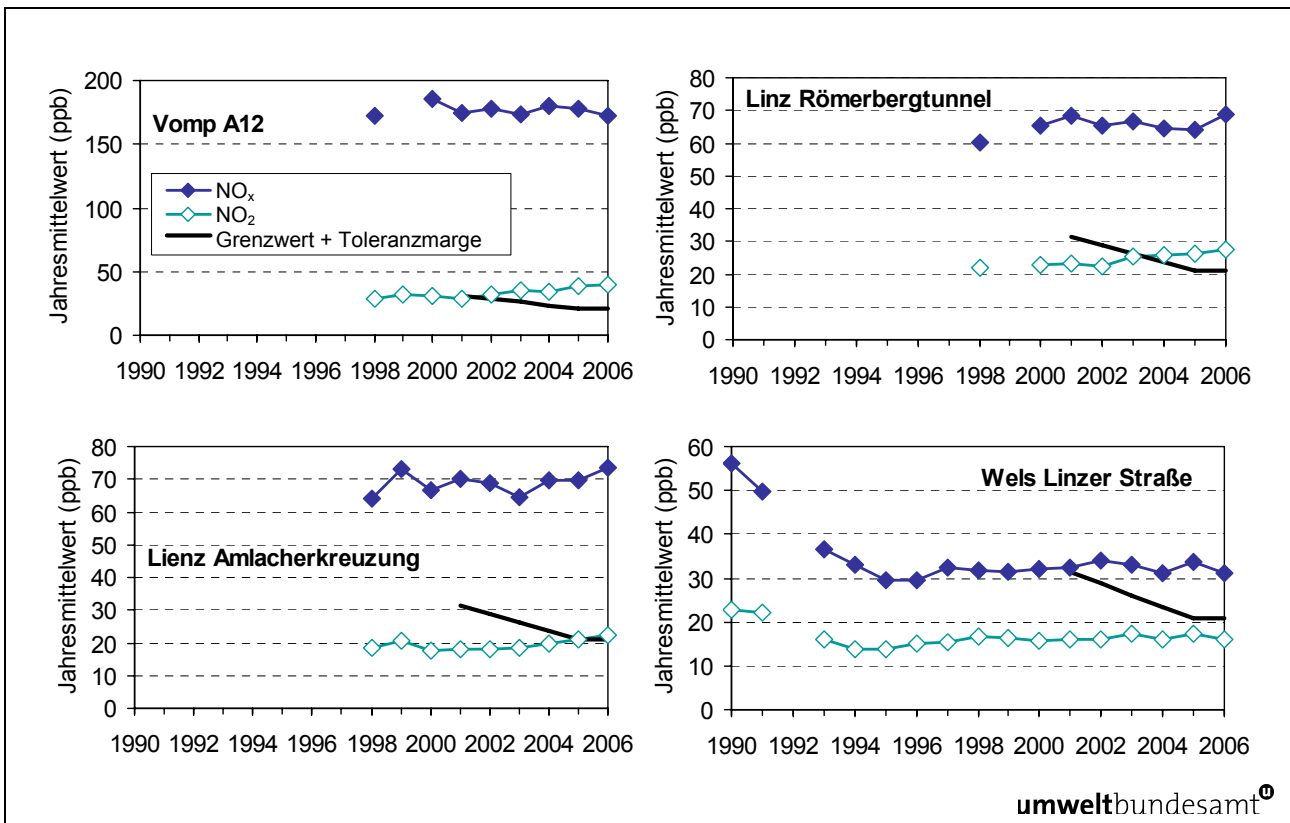 Vomp A12
Jahresmittelwert (ppb)
200
150
100
50
0
NOx
NO2
Grenzwert + Toleranzmarge
1990 1992 1994 1996 1998 2000 2002 2004 2006
Linz Römerbergtunnel
Jahresmittelwert (ppb)
80
70
60
50
40
30
20
10
0
1990 1992 1994 1996 1998 2000 2002 2004 2006
Lienz Amlacherkreuzung
Jahresmittelwert (ppb)
80
70
60
50
40
30
20
10
0
1990 1992 1994 1996 1998 2000 2002 2004 2006
Wels Linzer Straße
Jahresmittelwert (ppb)
60
50
40
30
20
10
0
1990 1992 1994 1996 1998 2000 2002 2004 2006
umweltbundesamt u